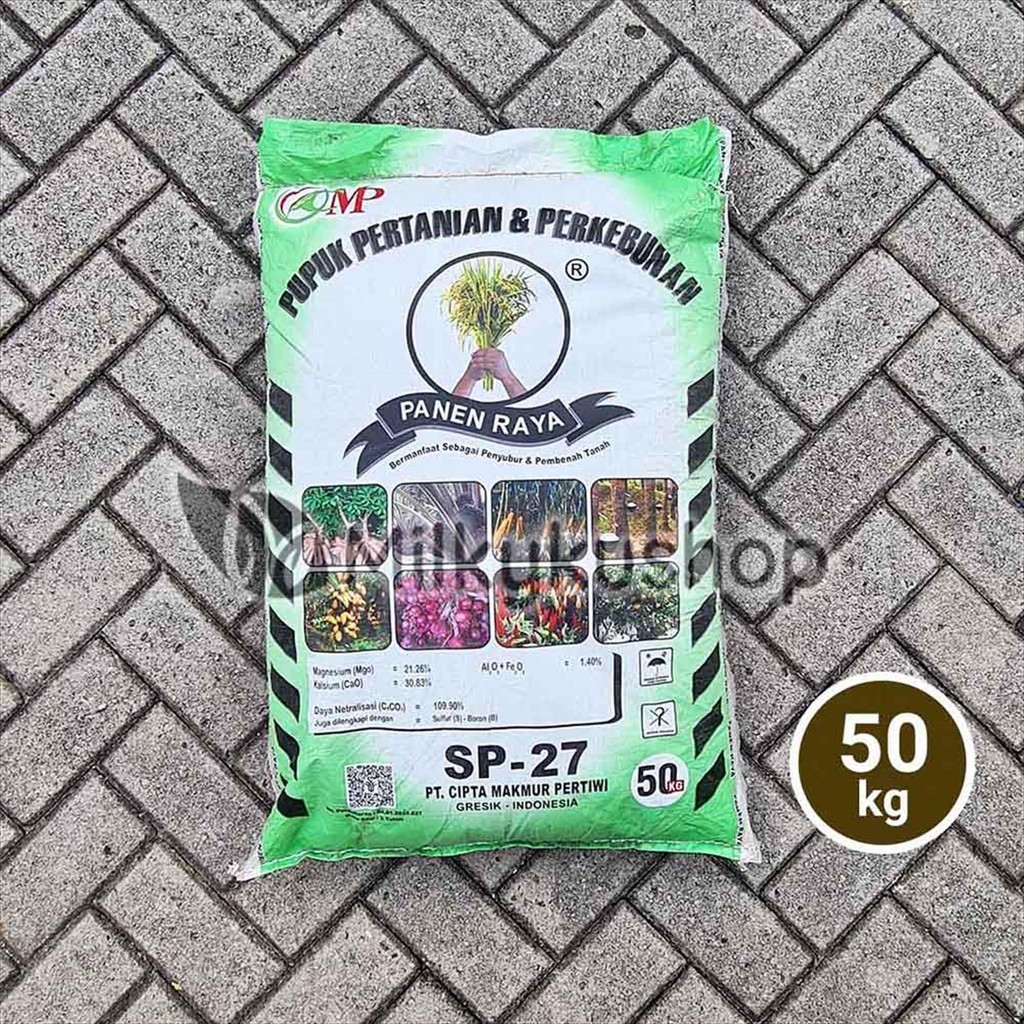 MP
PUPUK PERTANIAN & PERKEBUNAN
®
PANEN RAYA
Bermanfaat Sebagai Penyubur & Pembenah Tanah
kukushop
Magnesium (Mgo) = 21.26%
Kalsium (CaO) = 30.83%
Al₂O₃ + Fe₂O₃ = 1.40%
Daya Netralisasi (CₐCO₃) = 109.90%
Juga dilengkapi dengan = Sulfur (S) - Boron (B)
SP-27
PT. CIPTA MAKMUR PERTIWI
GRESIK - INDONESIA
50 KG
50
kg